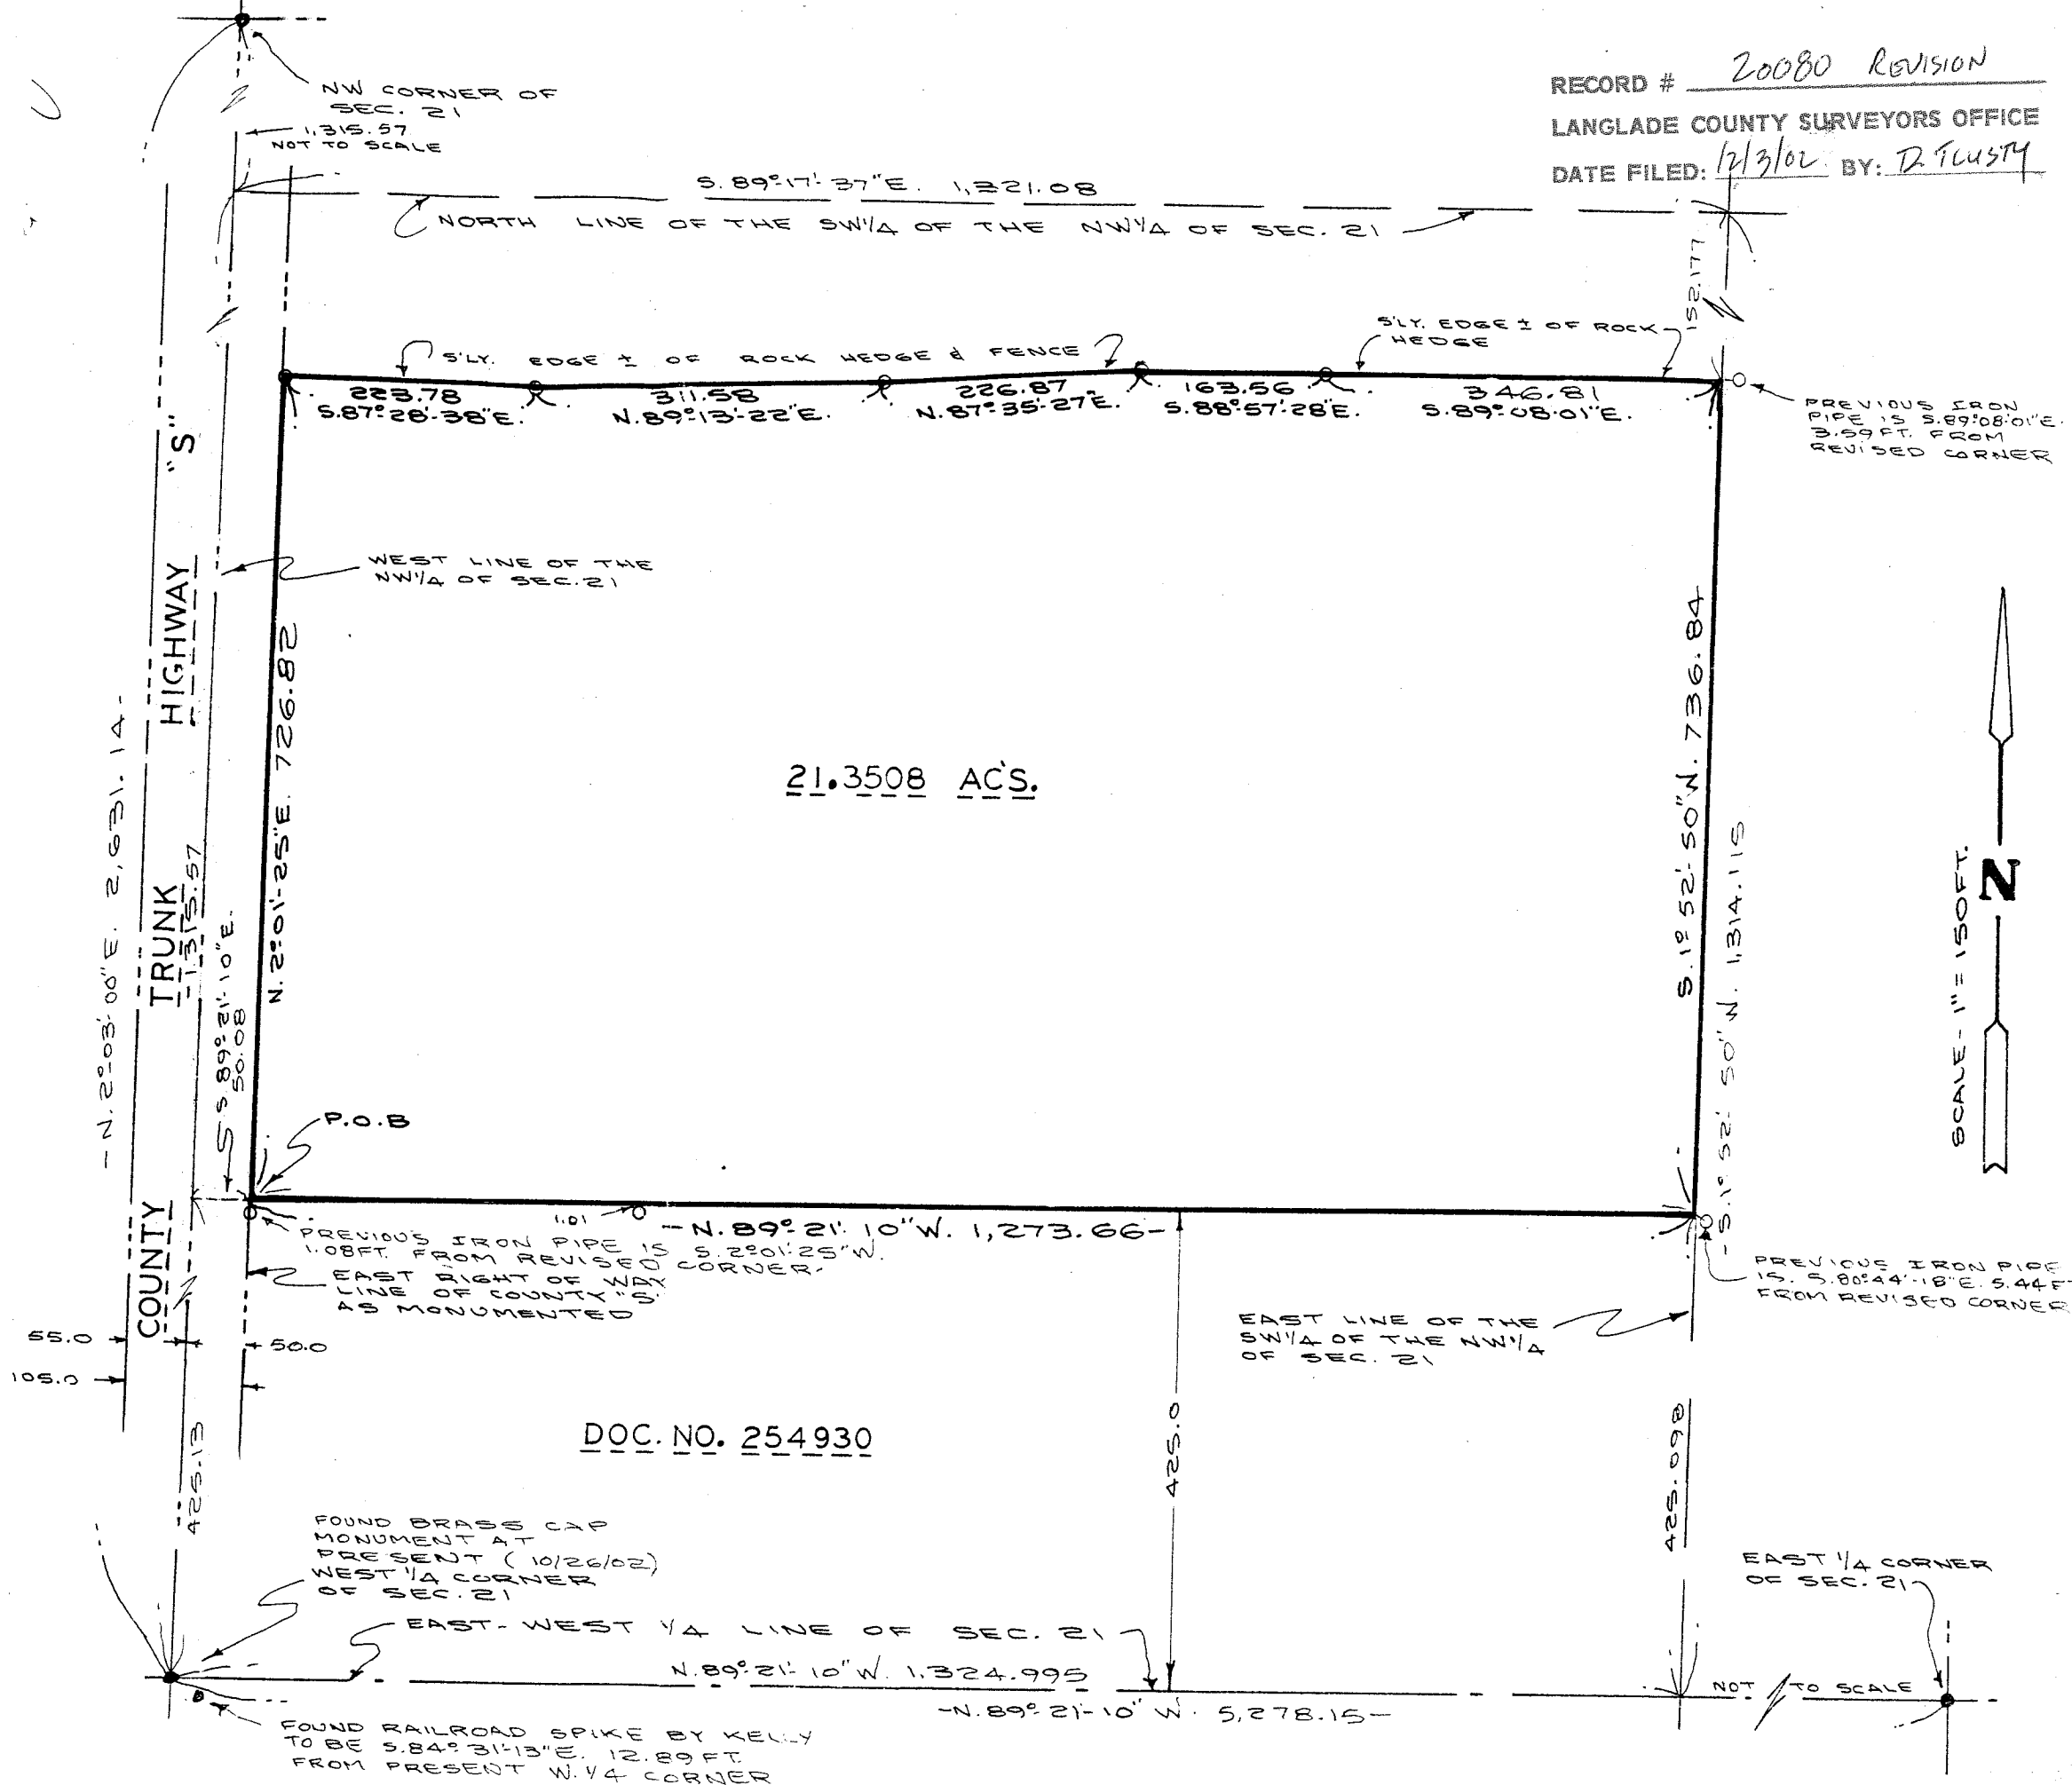 RECORD # 20080 REVISION
LANGLADE COUNTY SURVEYORS OFFICE
DATE FILED: 12/3/02 BY: D. TLUSTY
NW CORNER OF
SEC. 21
1,315.57
NOT TO SCALE
S. 89°-17'-37"E. 1,321.08
NORTH LINE OF THE SW1/4 OF THE NW1/4 OF SEC. 21
152.177
S'LY. EDGE ± OF ROCK HEDGE & FENCE
S'LY. EDGE ± OF ROCK
HEDGE
223.78
S.87°-28'-38"E.
311.58
N.89°-13'-22"E.
226.87
N.87°-35'-27"E.
163.56
S.88°-57'-28"E.
346.81
S.89°-08'-01"E.
PREVIOUS IRON
PIPE IS S.89°08'01"E.
3.59 FT. FROM
REVISED CORNER
WEST LINE OF THE
NW1/4 OF SEC. 21
COUNTY TRUNK HIGHWAY "S"
-N. 2°-03'-00"E. 2,631.14-
1,315.57
S. 89°-21'-10"E.
50.08
N. 2°-01'-25"E. 726.82
21.3508 AC'S.
S. 1°-52'-50"W. 736.84
-S. 1°-52'-50"W. 1,314.115
SCALE - 1" = 150FT.
N
P.O.B
1.01
-N. 89°-21'-10"W. 1,273.66-
PREVIOUS IRON PIPE IS S. 2°01'-25"W.
1.08FT. FROM REVISED CORNER.
EAST RIGHT OF WAY
LINE OF COUNTY "S"
AS MONUMENTED
PREVIOUS IRON PIPE
IS. S.80°44'-18"E. 5.44 F
FROM REVISED CORNER
EAST LINE OF THE
SW1/4 OF THE NW1/4
OF SEC. 21
55.0
50.0
105.0
425.13
DOC. NO. 254930
425.0
425.098
FOUND BRASS CAP
MONUMENT AT
PRESENT (10/26/02)
WEST 1/4 CORNER
OF SEC. 21
EAST 1/4 CORNER
OF SEC. 21
EAST-WEST 1/4 LINE OF SEC. 21
N. 89°-21'-10"W. 1,324.995
NOT TO SCALE
-N. 89°-21'-10"W. 5,278.15-
FOUND RAILROAD SPIKE BY KELLY
TO BE S.84°-31'-13"E. 12.89 FT.
FROM PRESENT W. 1/4 CORNER